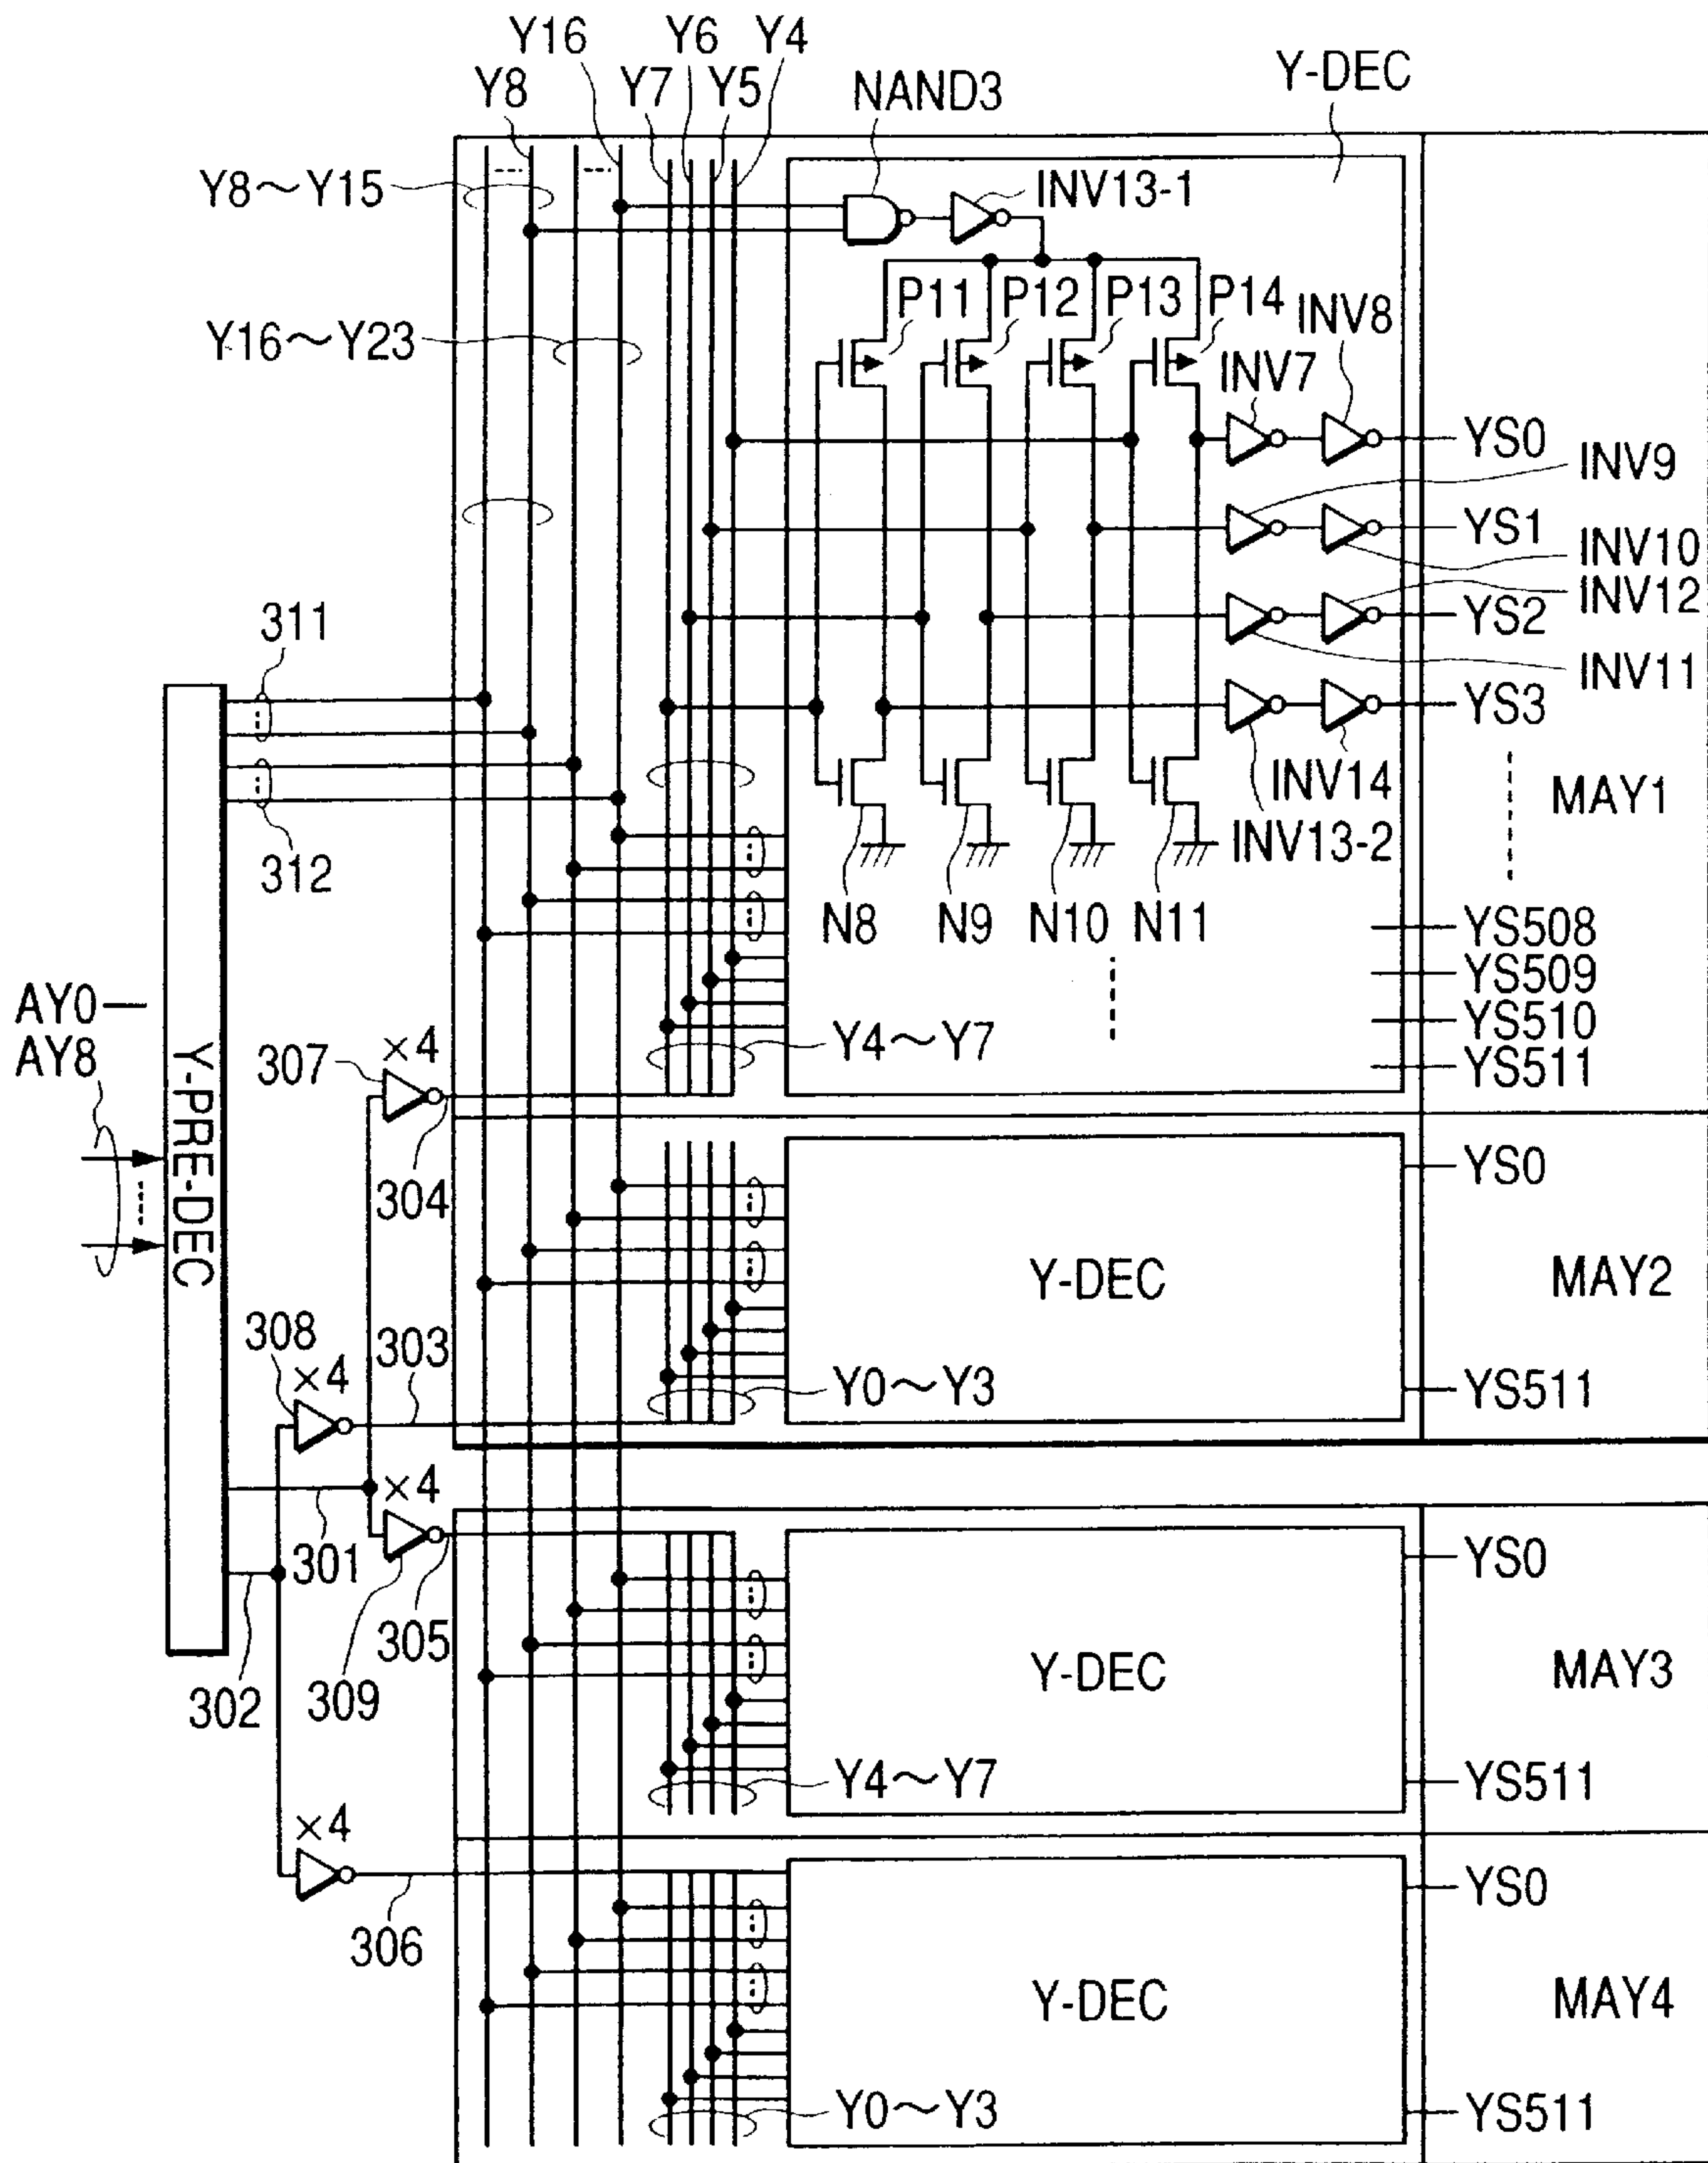 Y16 Y6 Y4
Y8 Y7 Y5 NAND3 Y-DEC
Y8~Y15 INV13-1
P11 P12 P13 P14
Y16~Y23 INV8
INV7
YS0
INV9
YS1
INV10
INV12
YS2
311
INV11
YS3
INV14 MAY1
INV13-2
312
N8 N9 N10 N11
YS508
YS509
AY0—
AY8
YS510
Y4~Y7
×4
307
YS511
Y-PRE-DEC
304
YS0
Y-DEC MAY2
308 303
×4
Y0~Y3 YS511
×4
301
YS0
305
302 309
Y-DEC MAY3
Y4~Y7 YS511
×4
YS0
306
Y-DEC MAY4
Y0~Y3 YS511